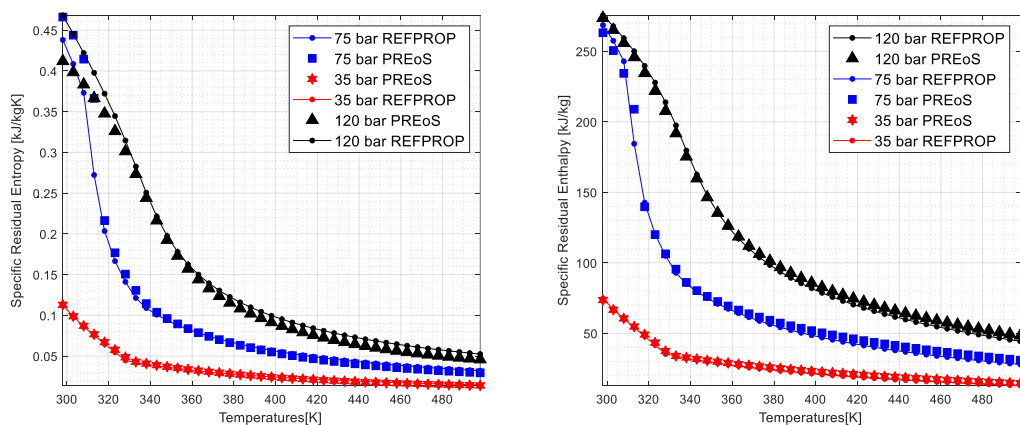 Specific Residual Entropy [kJ/kgK]
0.45
0.4
0.35
0.3
0.25
0.2
0.15
0.1
0.05
75 bar REFPROP
75 bar PREoS
35 bar PREoS
35 bar REFPROP
120 bar PREoS
120 bar REFPROP
300 320 340 360 380 400 420 440 460 480
Temperatures[K]
Specific Residual Enthalpy [kJ/kg]
250
200
150
100
50
120 bar REFPROP
120 bar PREoS
75 bar REFPROP
75 bar PREoS
35 bar PREoS
35 bar REFPROP
300 320 340 360 380 400 420 440 460 480
Temperatures[K]